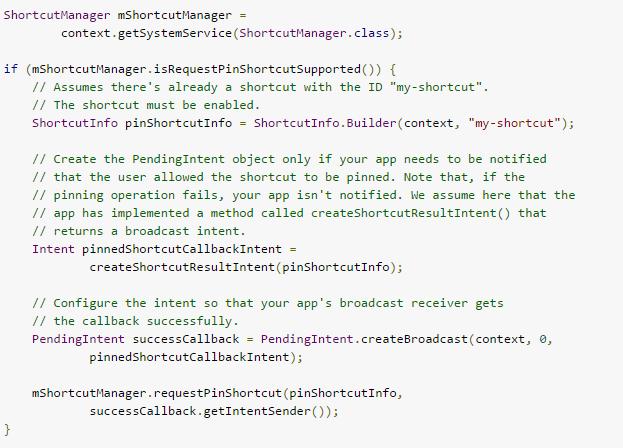 ShortcutManager mShortcutManager =
        context.getSystemService(ShortcutManager.class);

if (mShortcutManager.isRequestPinShortcutSupported()) {
    // Assumes there's already a shortcut with the ID "my-shortcut".
    // The shortcut must be enabled.
    ShortcutInfo pinShortcutInfo = ShortcutInfo.Builder(context, "my-shortcut");

    // Create the PendingIntent object only if your app needs to be notified
    // that the user allowed the shortcut to be pinned. Note that, if the
    // pinning operation fails, your app isn't notified. We assume here that the
    // app has implemented a method called createShortcutResultIntent() that
    // returns a broadcast intent.
    Intent pinnedShortcutCallbackIntent =
            createShortcutResultIntent(pinShortcutInfo);

    // Configure the intent so that your app's broadcast receiver gets
    // the callback successfully.
    PendingIntent successCallback = PendingIntent.createBroadcast(context, 0,
            pinnedShortcutCallbackIntent);

    mShortcutManager.requestPinShortcut(pinShortcutInfo,
            successCallback.getIntentSender());
}